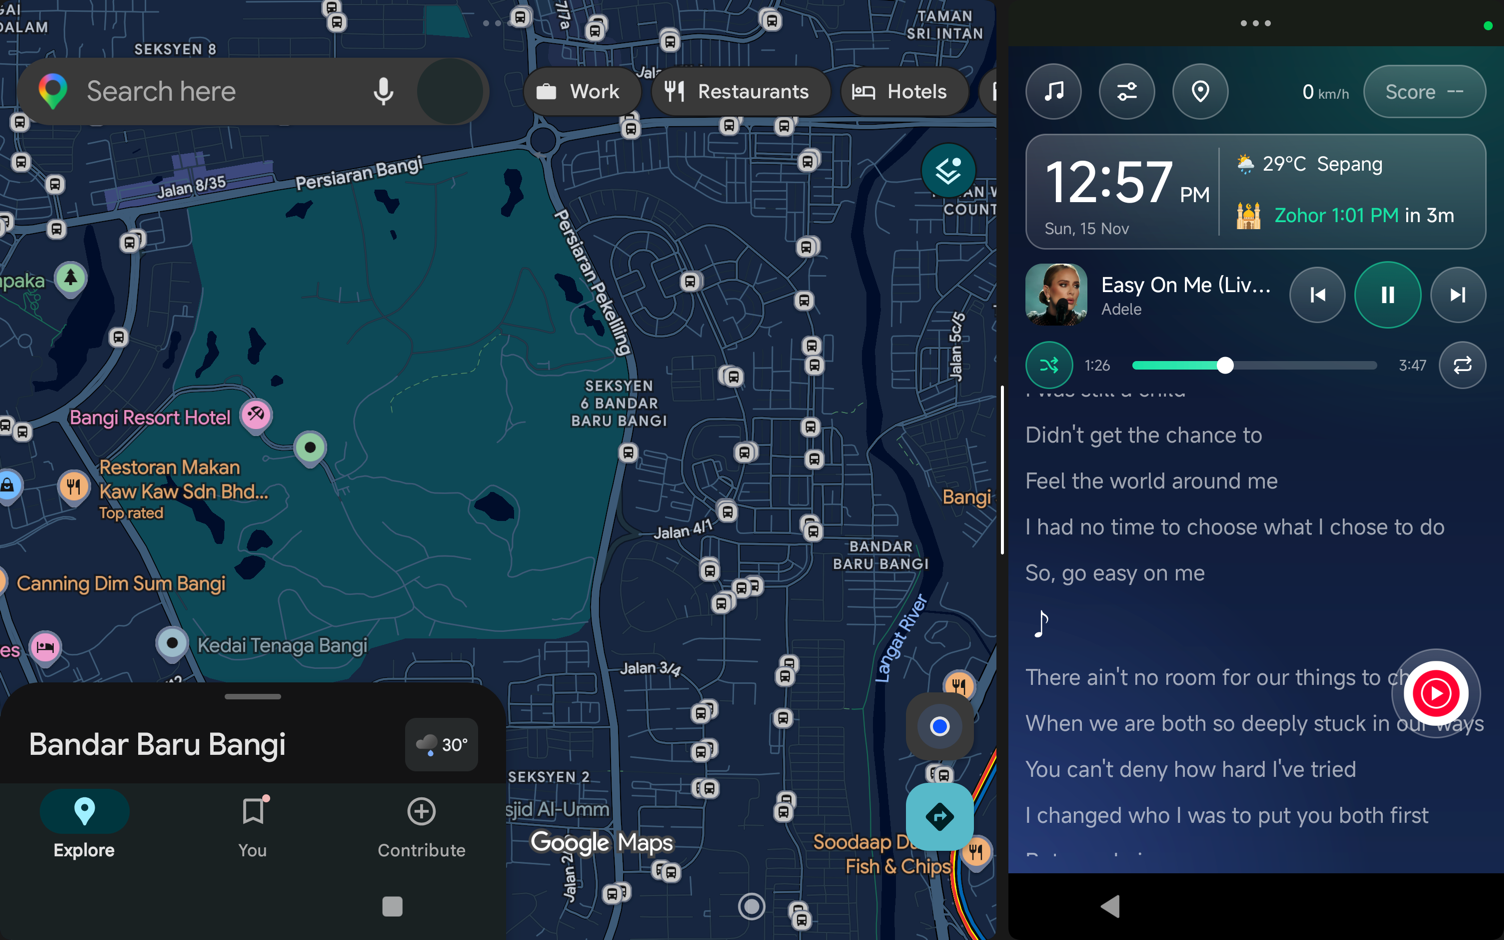 SEKSYEN 8
TAMAN
SRI INTAN
DALAM
Search here
Work
Restaurants
Hotels
Jalan 8/35
Persiaran Bangi
Persiaran Pekeliling
COUNT
Jalan 5c/5
SEKSYEN
6 BANDAR
BARU BANGI
Bangi Resort Hotel
Restoran Makan
Kaw Kaw Sdn Bhd...
Top rated
Bangi
Jalan 4/1
BANDAR
BARU BANGI
Canning Dim Sum Bangi
Kedai Tenaga Bangi
Langat River
Jalan 3/4
Bandar Baru Bangi
30°
SEKSYEN 2
sjid Al-Umm
Google Maps
Soodaap D
Fish & Chips
Explore
You
Contribute
0 km/h
Score --
12:57 PM
Sun, 15 Nov
29°C Sepang
Zohor 1:01 PM in 3m
Easy On Me (Liv...
Adele
1:26
3:47
I was still a child
Didn't get the chance to
Feel the world around me
I had no time to choose what I chose to do
So, go easy on me
There ain't no room for our things to ch
When we are both so deeply stuck in our ways
You can't deny how hard I've tried
I changed who I was to put you both first